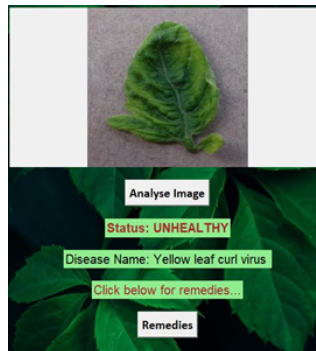 Analyse Image
Status: UNHEALTHY
Disease Name: Yellow leaf curl virus
Click below for remedies...
Remedies